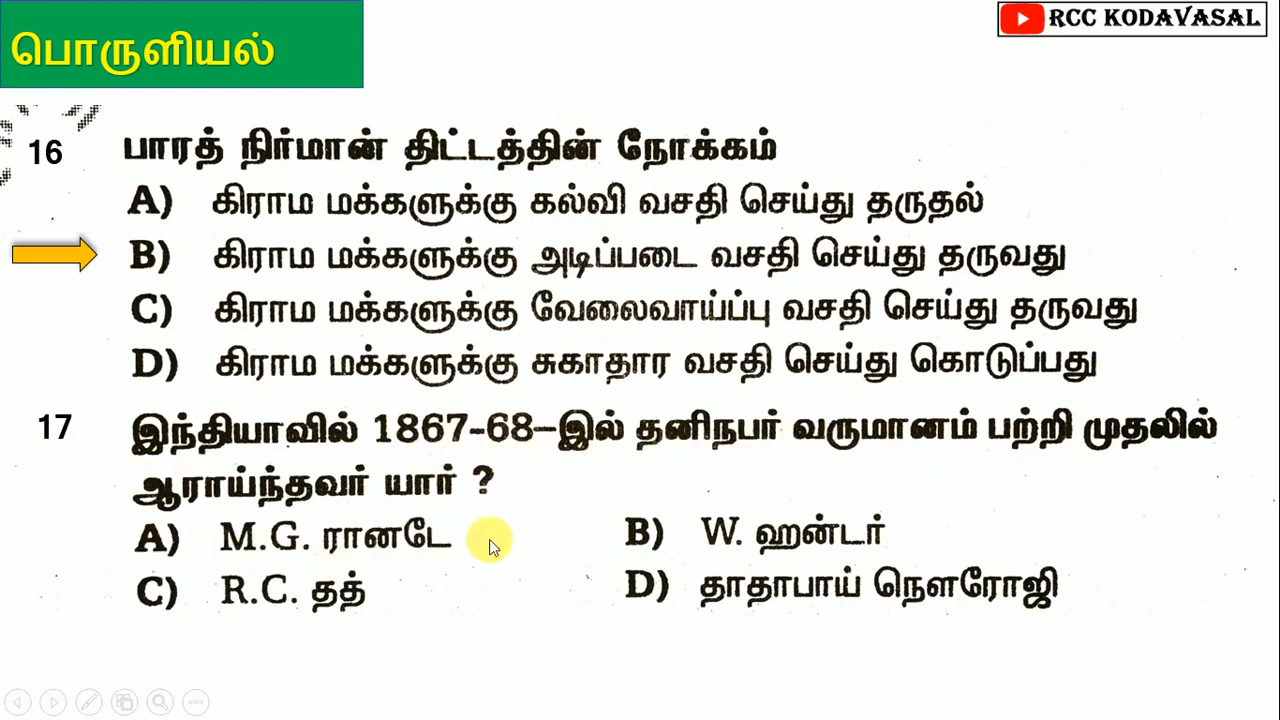 பொருளியல்
RCC KODAVASAL
16 பாரத் நிர்மான் திட்டத்தின் நோக்கம்
A) கிராம மக்களுக்கு கல்வி வசதி செய்து தருதல்
B) கிராம மக்களுக்கு அடிப்படை வசதி செய்து தருவது
C) கிராம மக்களுக்கு வேலைவாய்ப்பு வசதி செய்து தருவது
D) கிராம மக்களுக்கு சுகாதார வசதி செய்து கொடுப்பது
17 இந்தியாவில் 1867-68–இல் தனிநபர் வருமானம் பற்றி முதலில்
ஆராய்ந்தவர் யார் ?
A) M.G. ரானடே B) W. ஹன்டர்
C) R.C. தத் D) தாதாபாய் நௌரோஜி